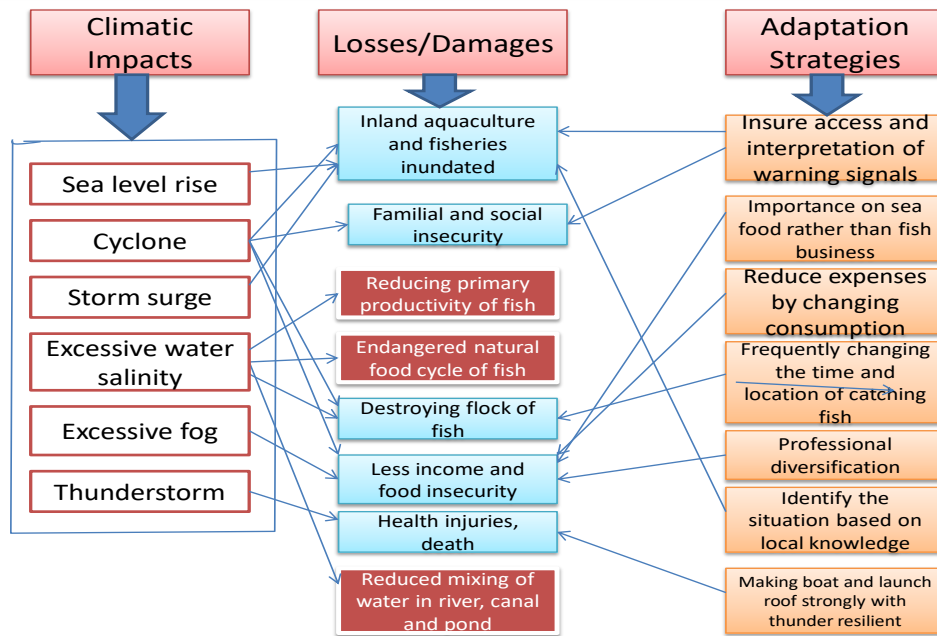 Climatic
Impacts
Losses/Damages
Adaptation
Strategies
Sea level rise
Cyclone
Storm surge
Excessive water
salinity
Excessive fog
Thunderstorm
Inland aquaculture
and fisheries
inundated
Familial and social
insecurity
Reducing primary
productivity of fish
Endangered natural
food cycle of fish
Destroying flock of
fish
Less income and
food insecurity
Health injuries,
death
Reduced mixing of
water in river, canal
and pond
Insure access and
interpretation of
warning signals
Importance on sea
food rather than fish
business
Reduce expenses
by changing
consumption
Frequently changing
the time and
location of catching
fish
Professional
diversification
Identify the
situation based on
local knowledge
Making boat and launch
roof strongly with
thunder resilient